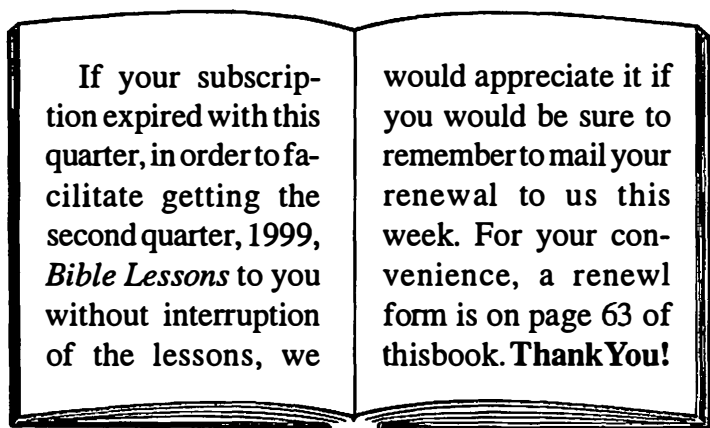 If your subscrip-
tion expired with this
quarter, in order to fa-
cilitate getting the
second quarter, 1999,
Bible Lessons to you
without interruption
of the lessons, we
would appreciate it if
you would be sure to
remember to mail your
renewal to us this
week. For your con-
venience, a renewl
form is on page 63 of
this book. Thank You!